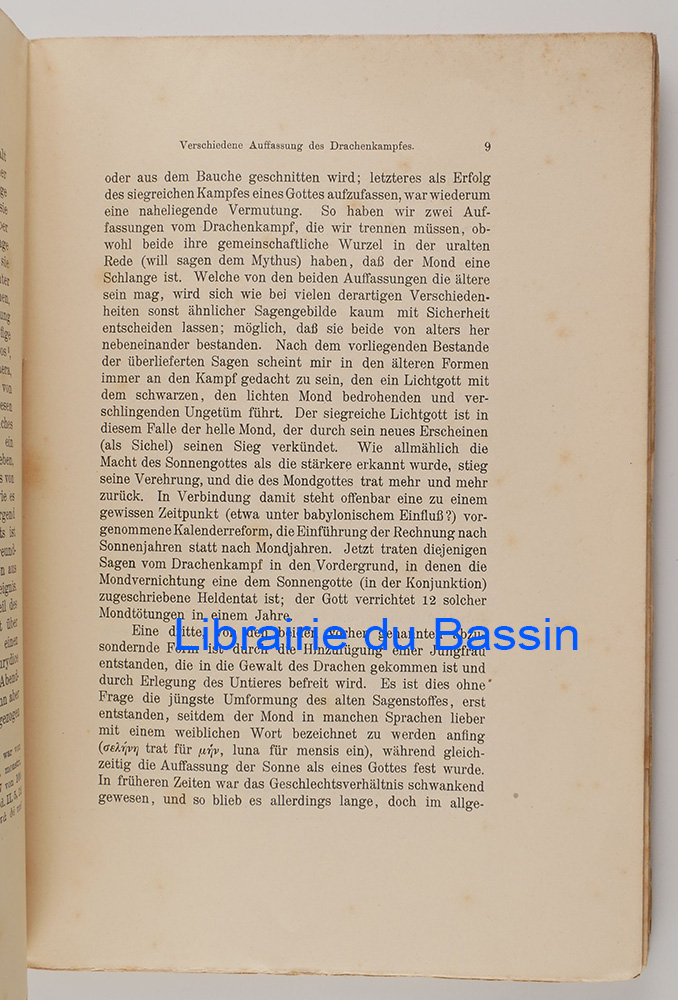 Verschiedene Auffassung des Drachenkampfes. 9
oder aus dem Bauche geschnitten wird; letzteres als Erfolg
des siegreichen Kampfes eines Gottes aufzufassen, war wiederum
eine naheliegende Vermutung. So haben wir zwei Auf-
fassungen vom Drachenkampf, die wir trennen müssen, ob-
wohl beide ihre gemeinschaftliche Wurzel in der uralten
Rede (will sagen dem Mythus) haben, daß der Mond eine
Schlange ist. Welche von den beiden Auffassungen die ältere
sein mag, wird sich wie bei vielen derartigen Verschieden-
heiten sonst ähnlicher Sagengebilde kaum mit Sicherheit
entscheiden lassen; möglich, daß sie beide von alters her
nebeneinander bestanden. Nach dem vorliegenden Bestande
der überlieferten Sagen scheint mir in den älteren Formen
immer an den Kampf gedacht zu sein, den ein Lichtgott mit
dem schwarzen, den lichten Mond bedrohenden und ver-
schlingenden Ungetüm führt. Der siegreiche Lichtgott ist in
diesem Falle der helle Mond, der durch sein neues Erscheinen
(als Sichel) seinen Sieg verkündet. Wie allmählich die
Macht des Sonnengottes als die stärkere erkannt wurde, stieg
seine Verehrung, und die des Mondgottes trat mehr und mehr
zurück. In Verbindung damit steht offenbar eine zu einem
gewissen Zeitpunkt (etwa unter babylonischem Einfluß?) vor-
genommene Kalenderreform, die Einführung der Rechnung nach
Sonnenjahren statt nach Mondjahren. Jetzt traten diejenigen
Sagen vom Drachenkampf in den Vordergrund, in denen die
Mondvernichtung eine dem Sonnengotte (in der Konjunktion)
zugeschriebene Heldentat ist; der Gott verrichtet 12 solcher
Mondtötungen in einem Jahre.
Eine dritte, von den beiden vorher genannten abzu-
sondernde Form ist durch die Hinzufügung einer Jungfrau
entstanden, die in die Gewalt des Drachen gekommen ist und
durch Erlegung des Untieres befreit wird. Es ist dies ohne
Frage die jüngste Umformung des alten Sagenstoffes, erst
entstanden, seitdem der Mond in manchen Sprachen lieber
mit einem weiblichen Wort bezeichnet zu werden anfing
(σελήνη trat für μήν, luna für mensis ein), während gleich-
zeitig die Auffassung der Sonne als eines Gottes fest wurde.
In früheren Zeiten war das Geschlechtsverhältnis schwankend
gewesen, und so blieb es allerdings lange, doch im allge-
Librairie du Bassin